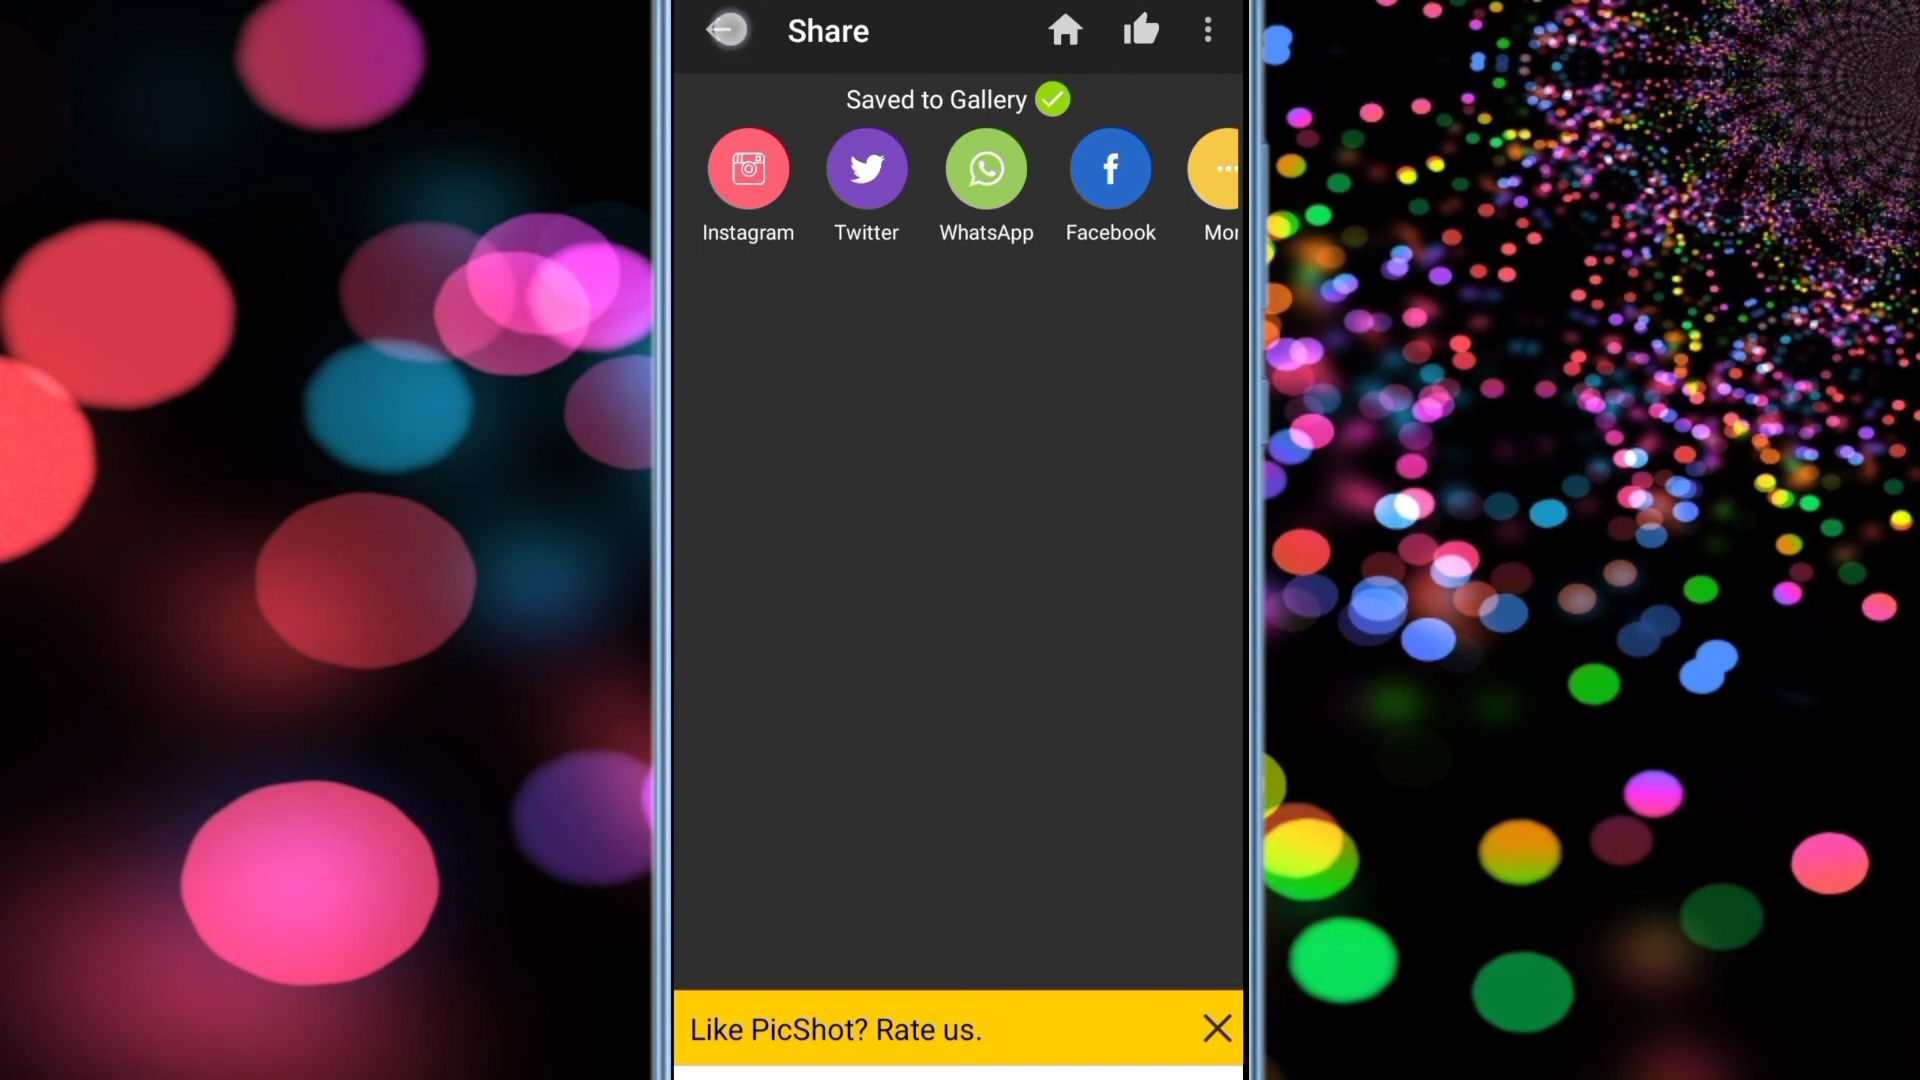 Share
Saved to Gallery
Instagram Twitter WhatsApp Facebook
Like PicShot? Rate us.